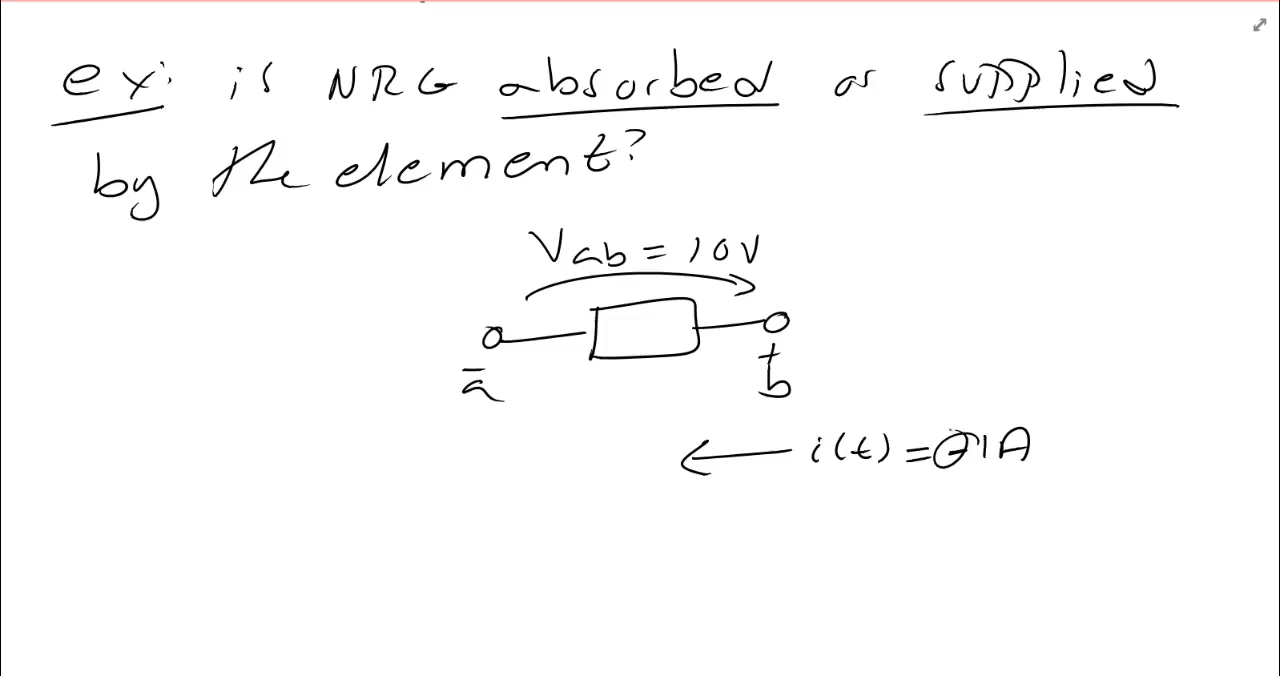 ex: is NRG absorbed or supplied
by the element?
Vab = 10V
- +
a b
i(t) = -1A